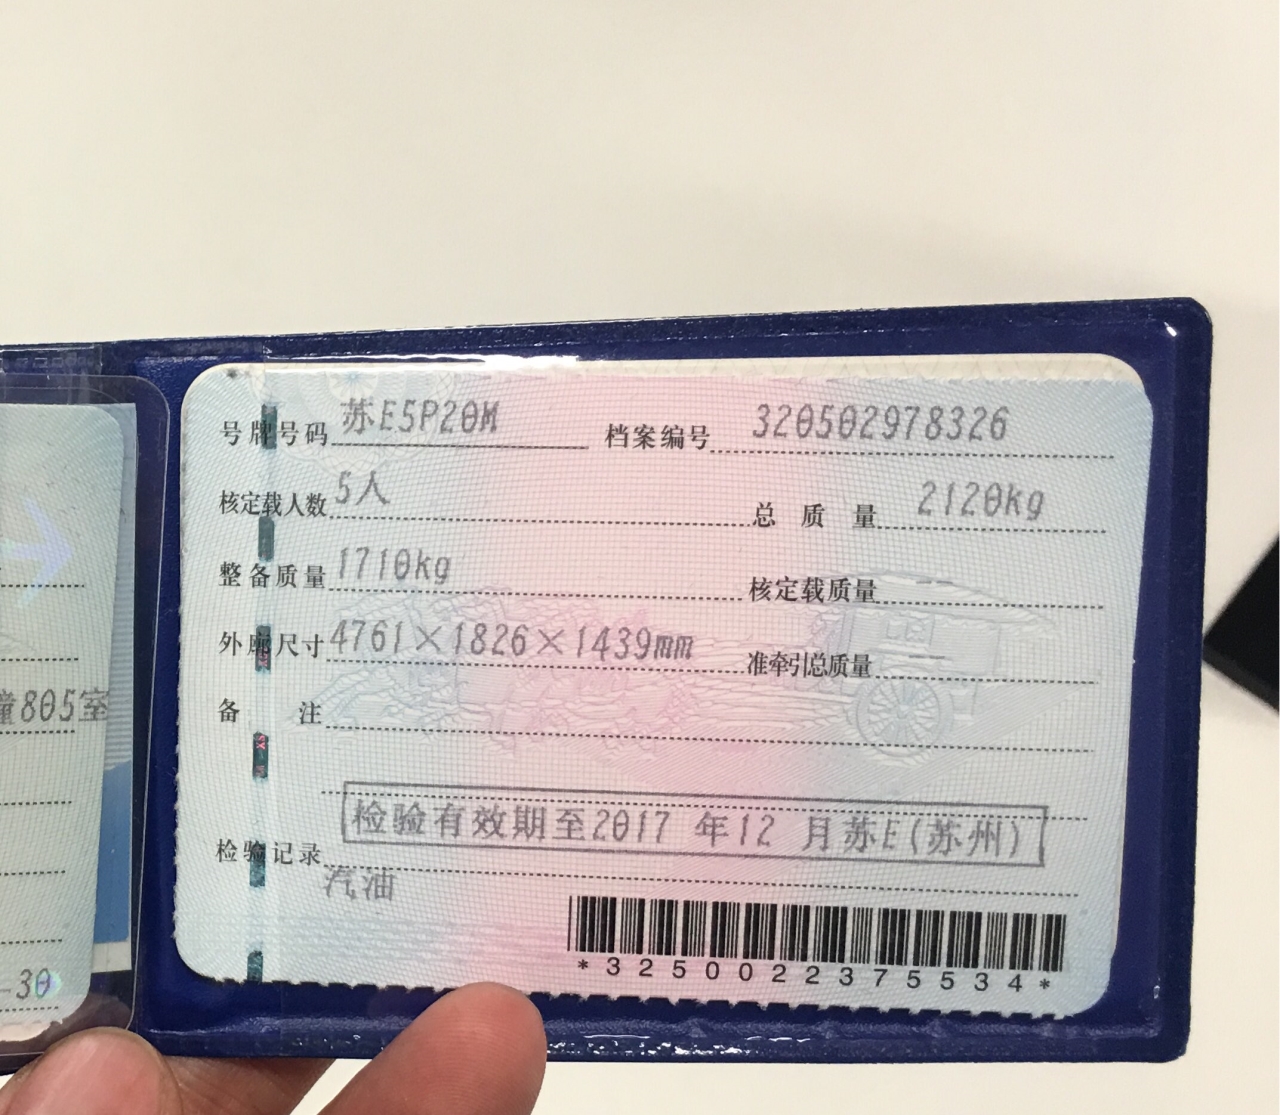 号牌号码 苏E5P20M 档案编号 320502978326
核定载人数 5人 总质量 2120kg
整备质量 1710kg 核定载质量
外廓尺寸 4761×1826×1439mm 准牵引总质量 —
备注
检验有效期至2017 年12 月苏E(苏州)
检验记录
汽油
*3250022375534*
805室
-30